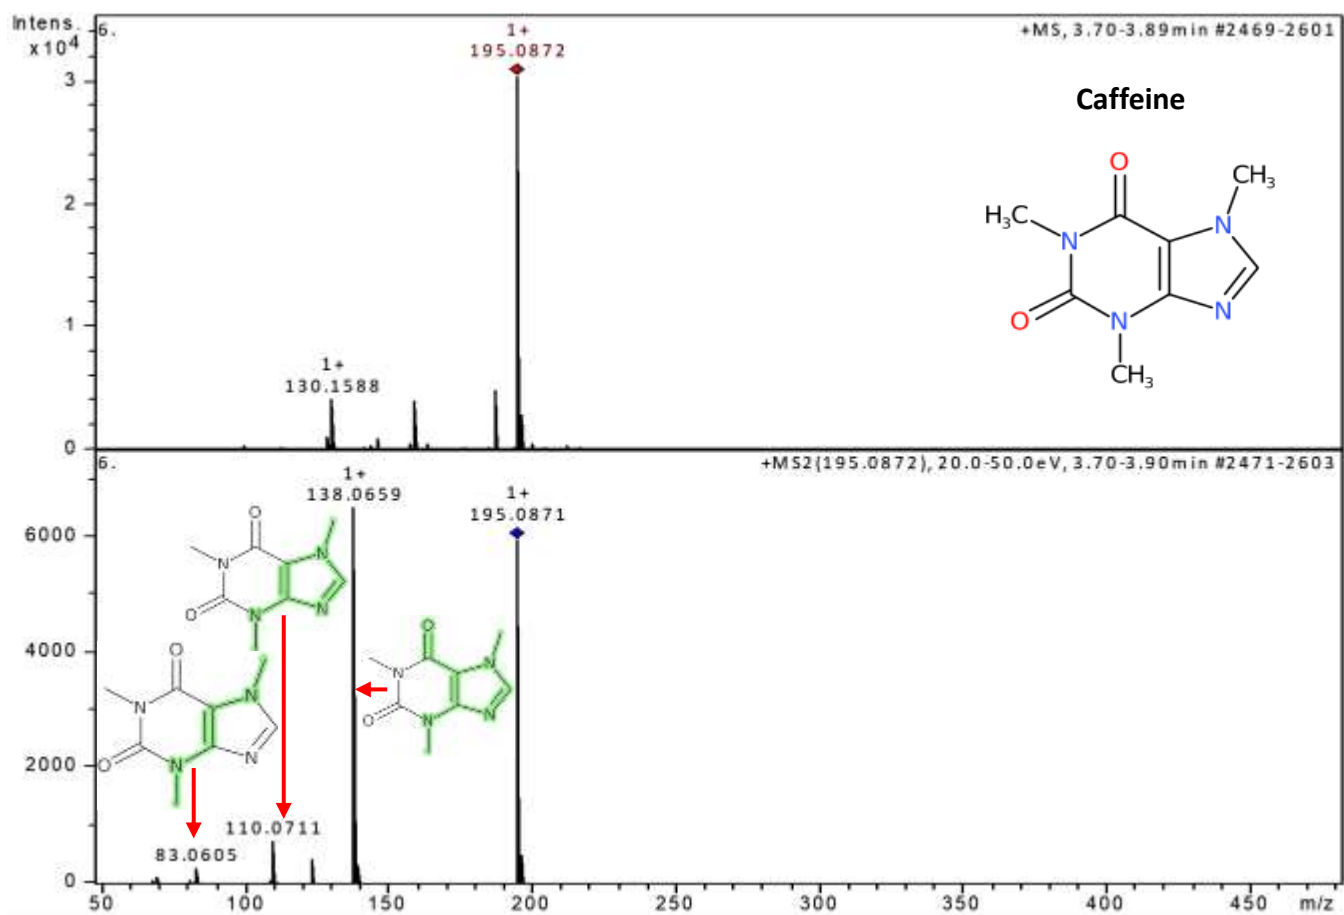 Intens.
x10⁴
6.
1+
195.0872
+MS, 3.70-3.89min #2469-2601
3
2
1
0
1+
130.1588
Caffeine
O
CH₃
H₃C
N
N
O
N
N
CH₃
6.
+MS2(195.0872), 20.0-50.0eV, 3.70-3.90min #2471-2603
1+
138.0659
1+
195.0871
6000
4000
2000
0
O
N
N
O
N
N
O
N
N
O
N
N
O
N
N
O
N
N
110.0711
83.0605
50
100
150
200
250
300
350
400
450
m/z